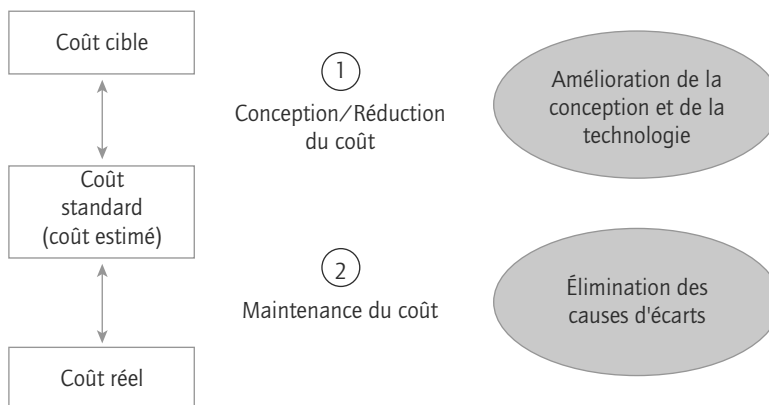 Coût cible
1
Conception/Réduction
du coût
Amélioration de la
conception et de la
technologie
Coût
standard
(coût estimé)
2
Maintenance du coût
Élimination des
causes d'écarts
Coût réel